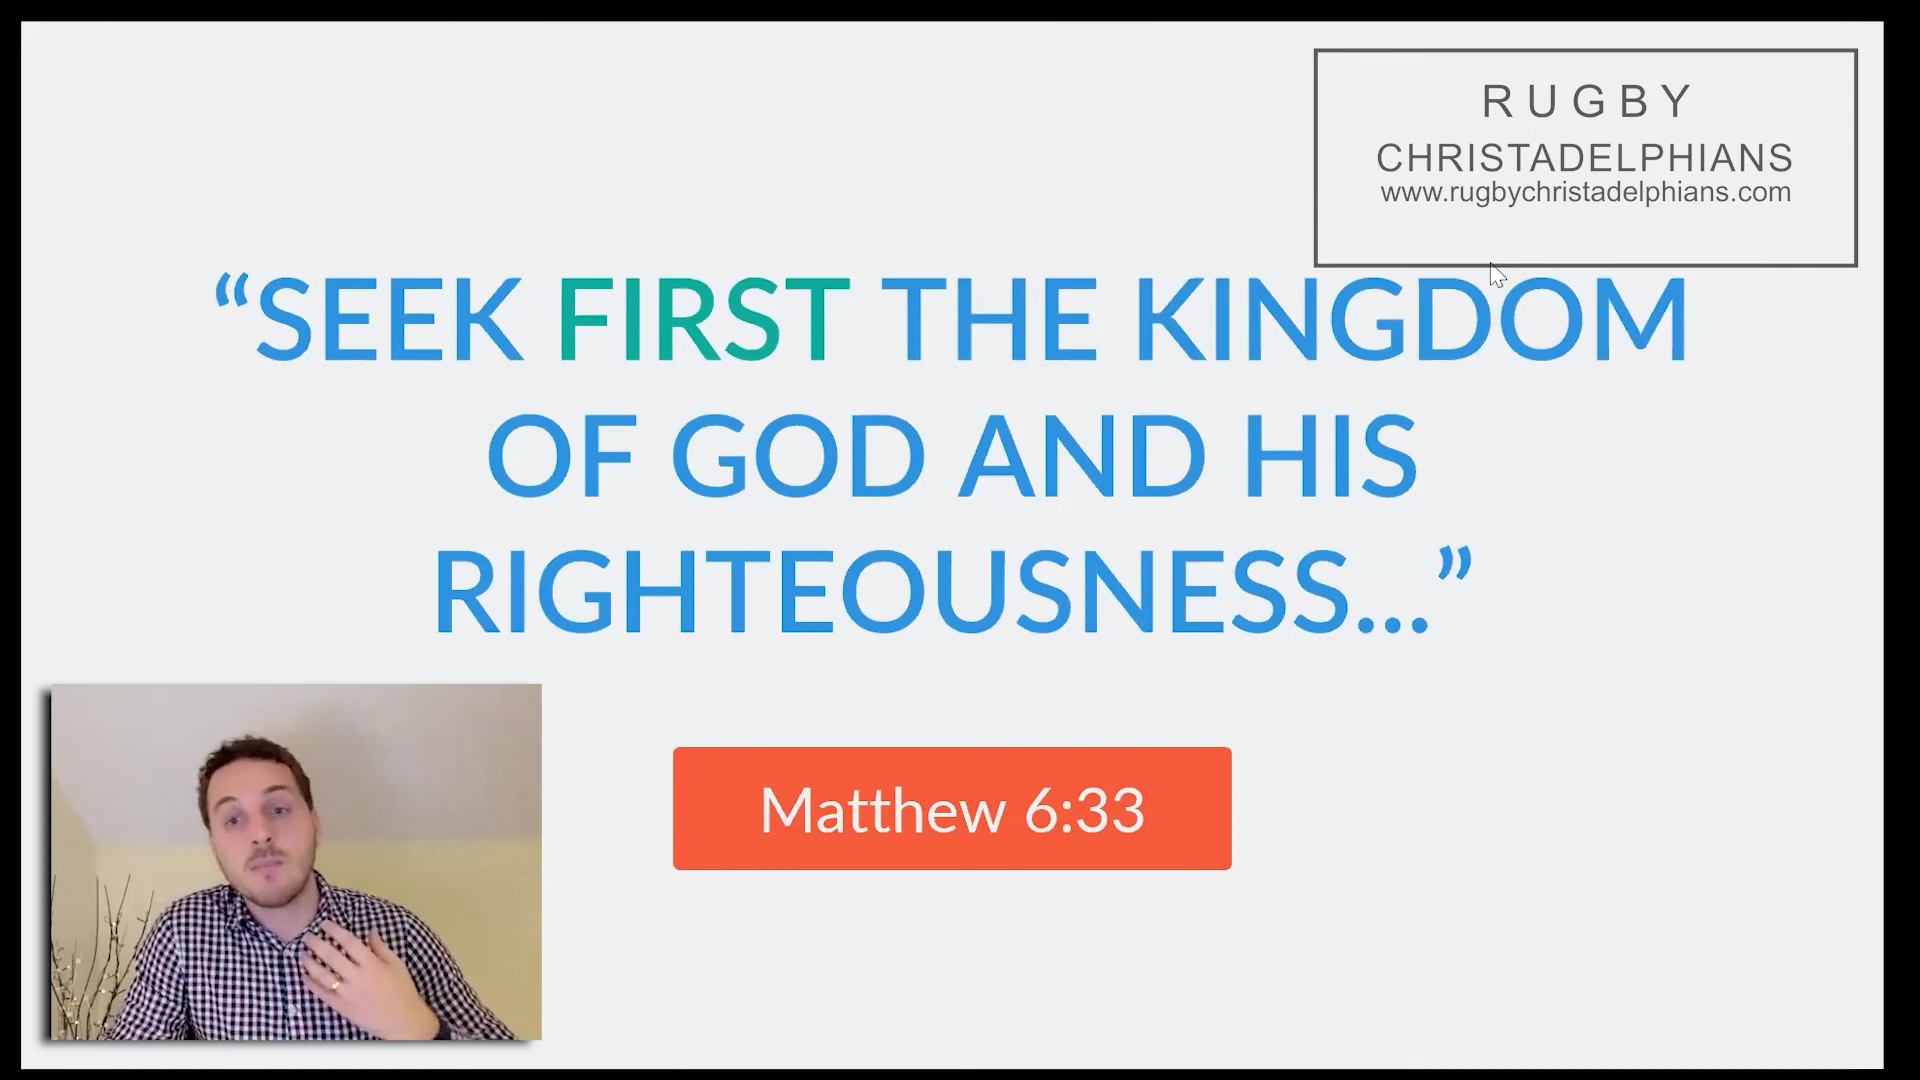 RUGBY
CHRISTADELPHIANS
www.rugbychristadelphians.com
“SEEK FIRST THE KINGDOM
OF GOD AND HIS
RIGHTEOUSNESS...”
Matthew 6:33